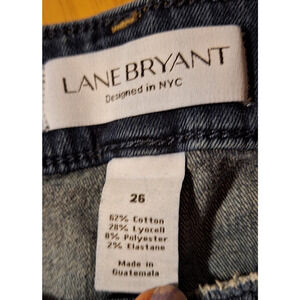 LANE BRYANT
Designed in NYC
26
62% Cotton
28% Lyocell
8% Polyester
2% Elastane
Made in
Guatemala